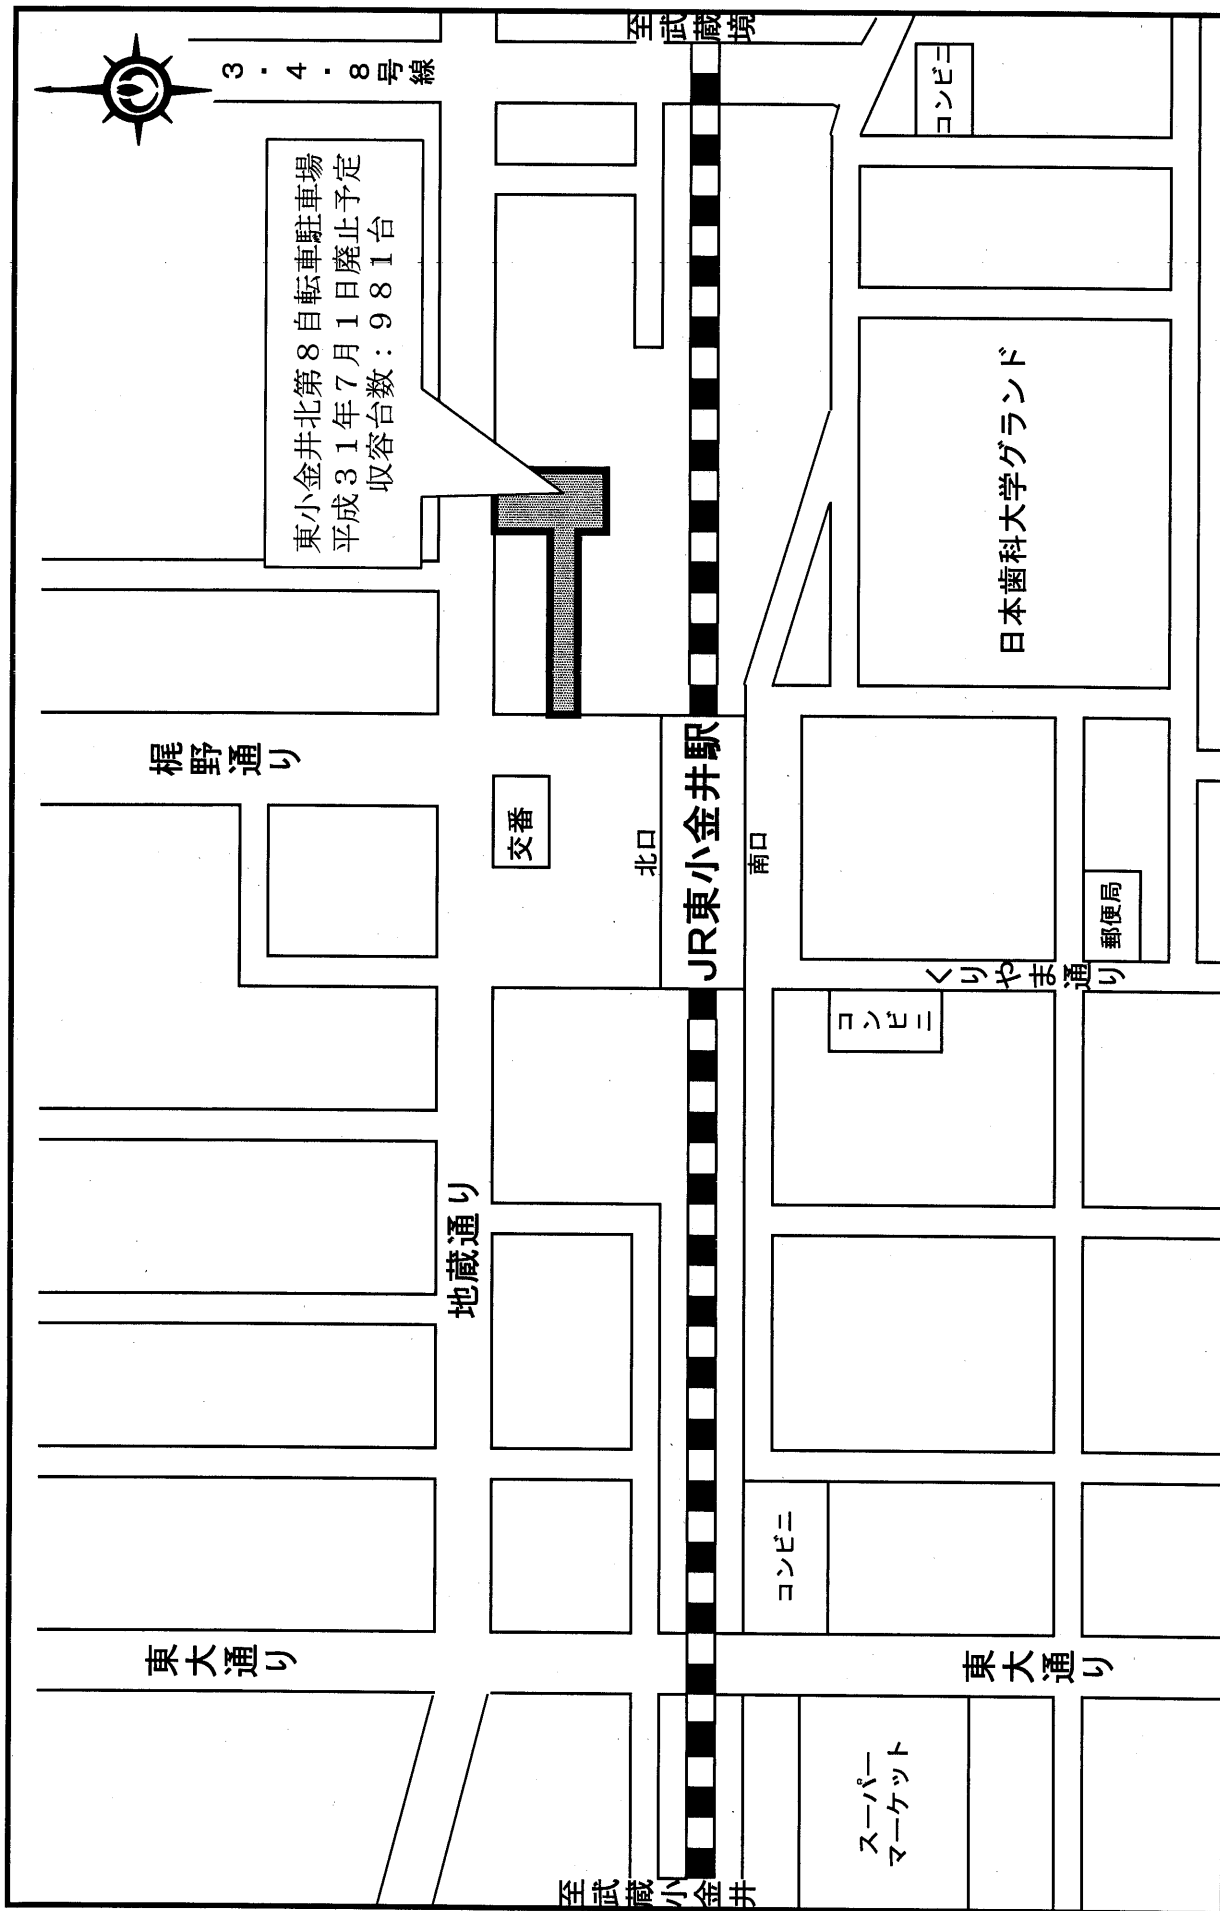 3・4・8号線
至武蔵境
コンビニ
東小金井北第8自転車駐車場
平成31年7月1日廃止予定
収容台数：981台
日本歯科大学グランド
梶野通り
交番
北口
JR東小金井駅
南口
郵便局
くりやま通り
コンビニ
地蔵通り
コンビニ
東大通り
東大通り
スーパー
マーケット
至武蔵小金井